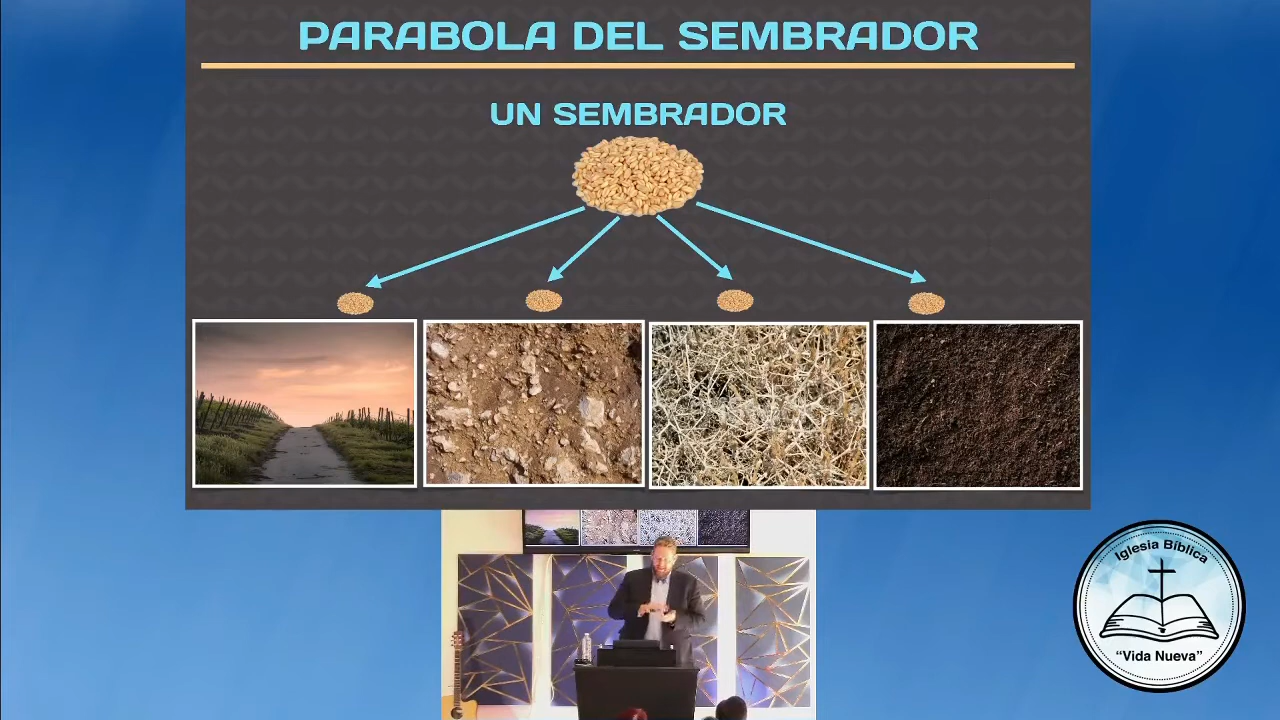 PARABOLA DEL SEMBRADOR
UN SEMBRADOR
Iglesia Bíblica
“Vida Nueva”